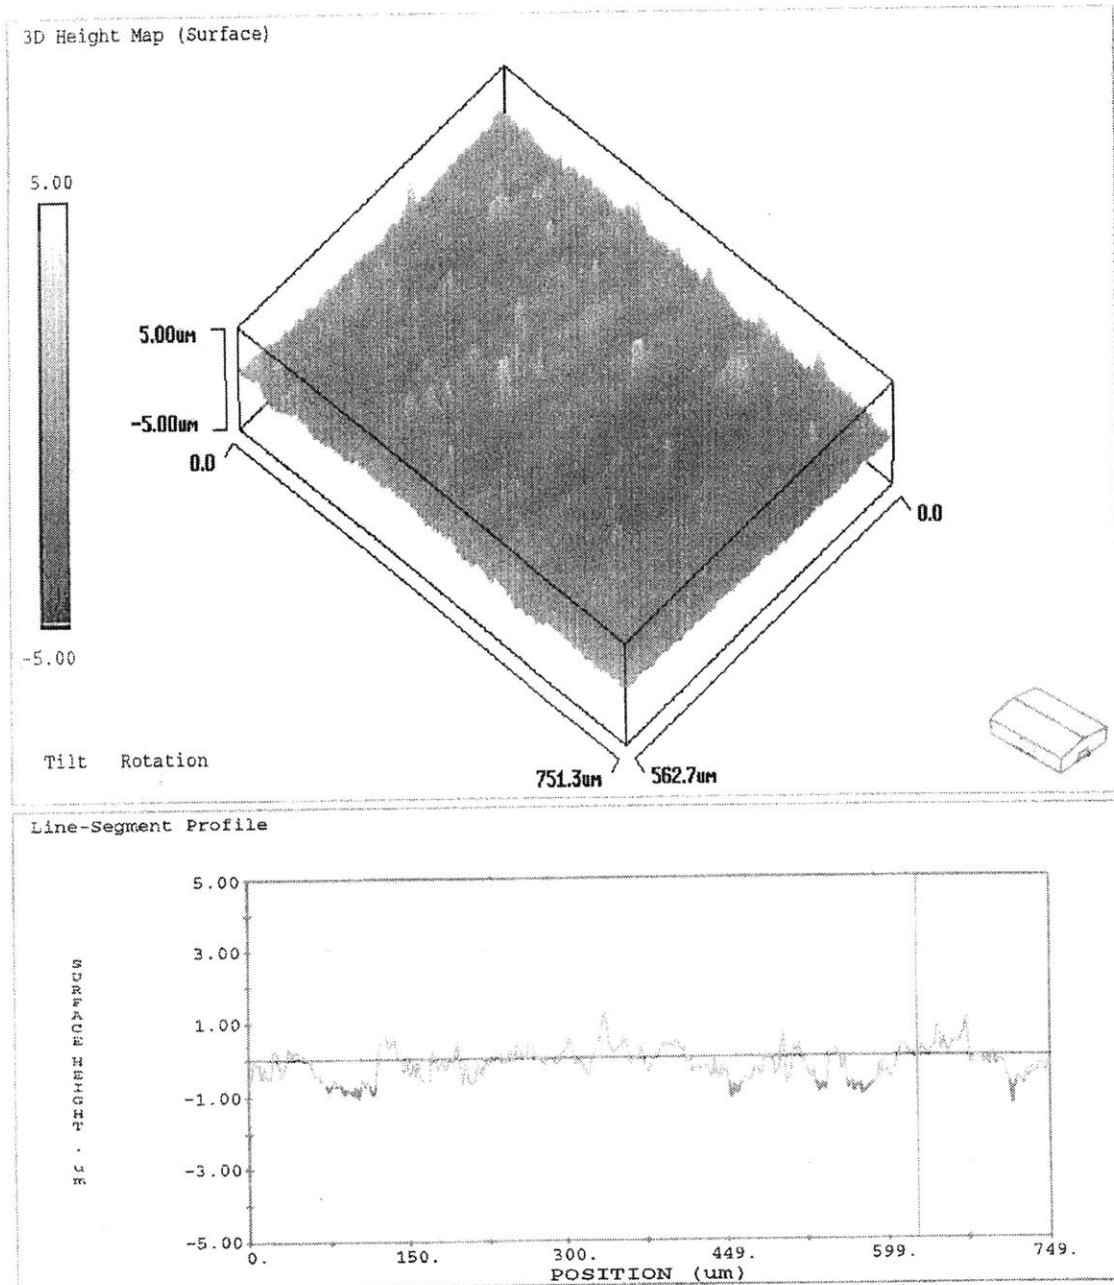 3D Height Map (Surface)
5.00
5.00um
-5.00um
0.0
0.0
-5.00
Tilt Rotation
751.3um 562.7um
Line-Segment Profile
5.00
3.00
1.00
-1.00
-3.00
-5.00
SURFACE HEIGHT . um
0. 150. 300. 449. 599. 749.
POSITION (um)